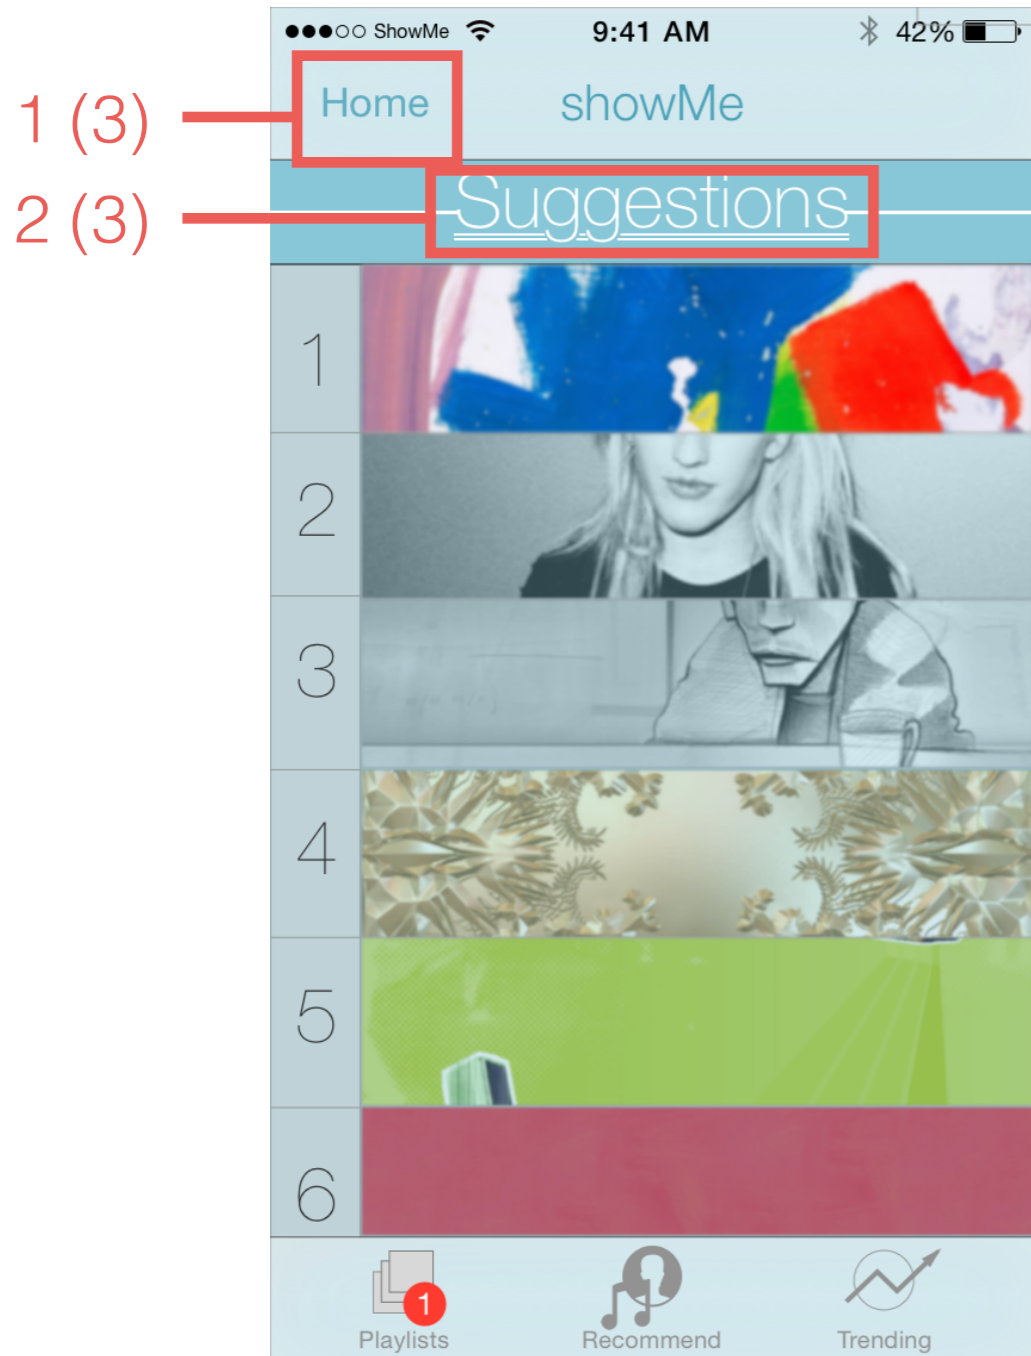 ShowMe 9:41 AM 42%
1 (3) Home showMe
2 (3) Suggestions
1
2
3
4
5
6
1
Playlists Recommend Trending